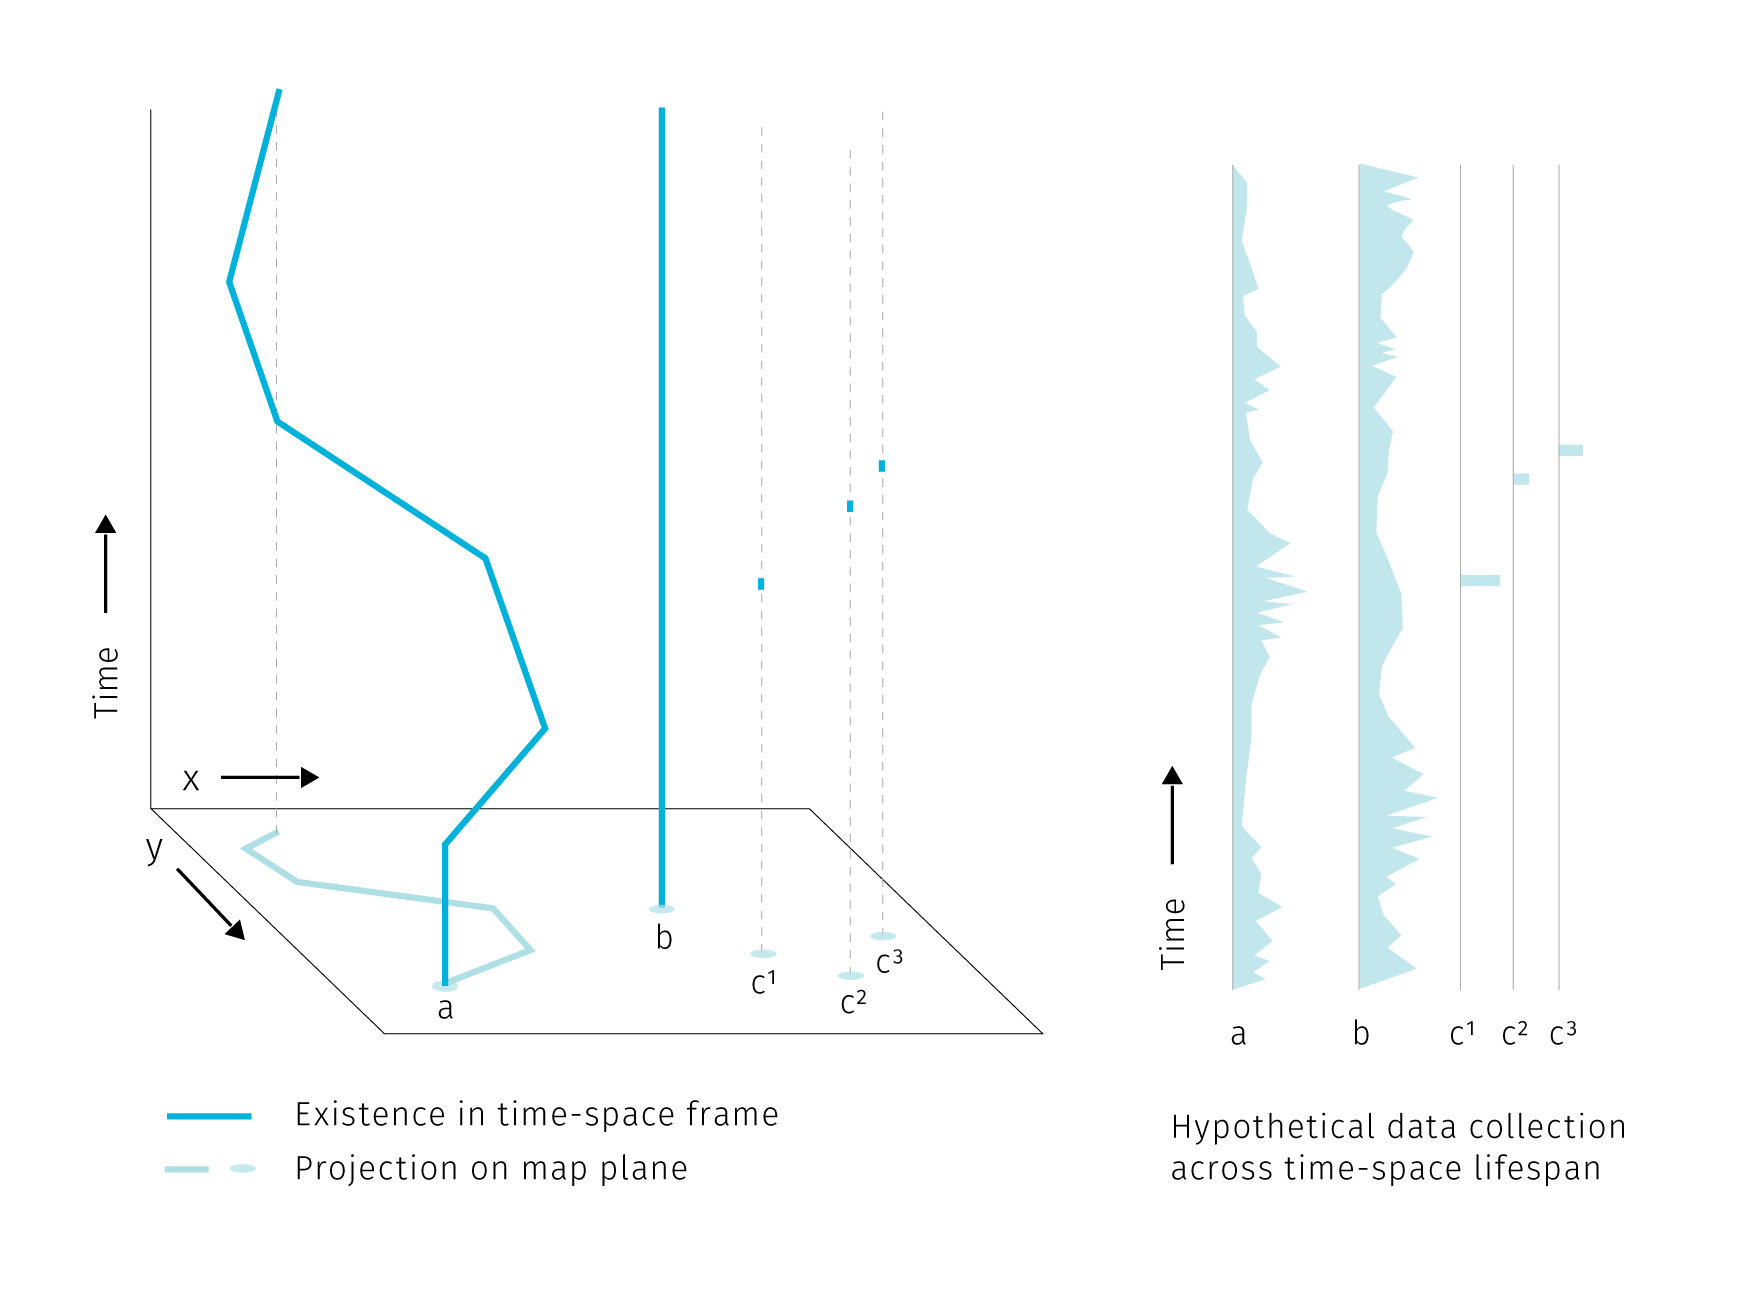 Time
x
y
a
b
c¹
c²
c³
Existence in time-space frame
Projection on map plane
Time
a
b
c¹
c²
c³
Hypothetical data collection
across time-space lifespan